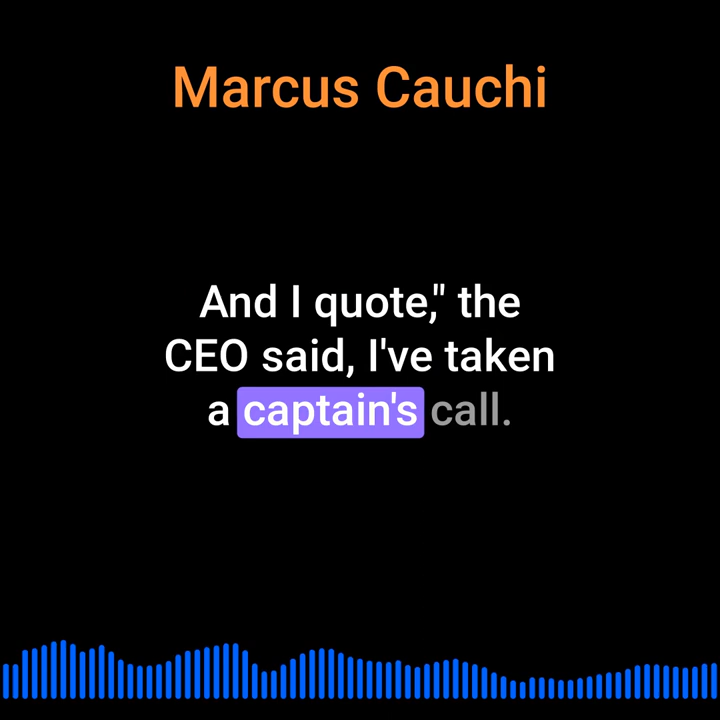 Marcus Cauchi
And I quote," the
CEO said, I've taken
a captain's call.